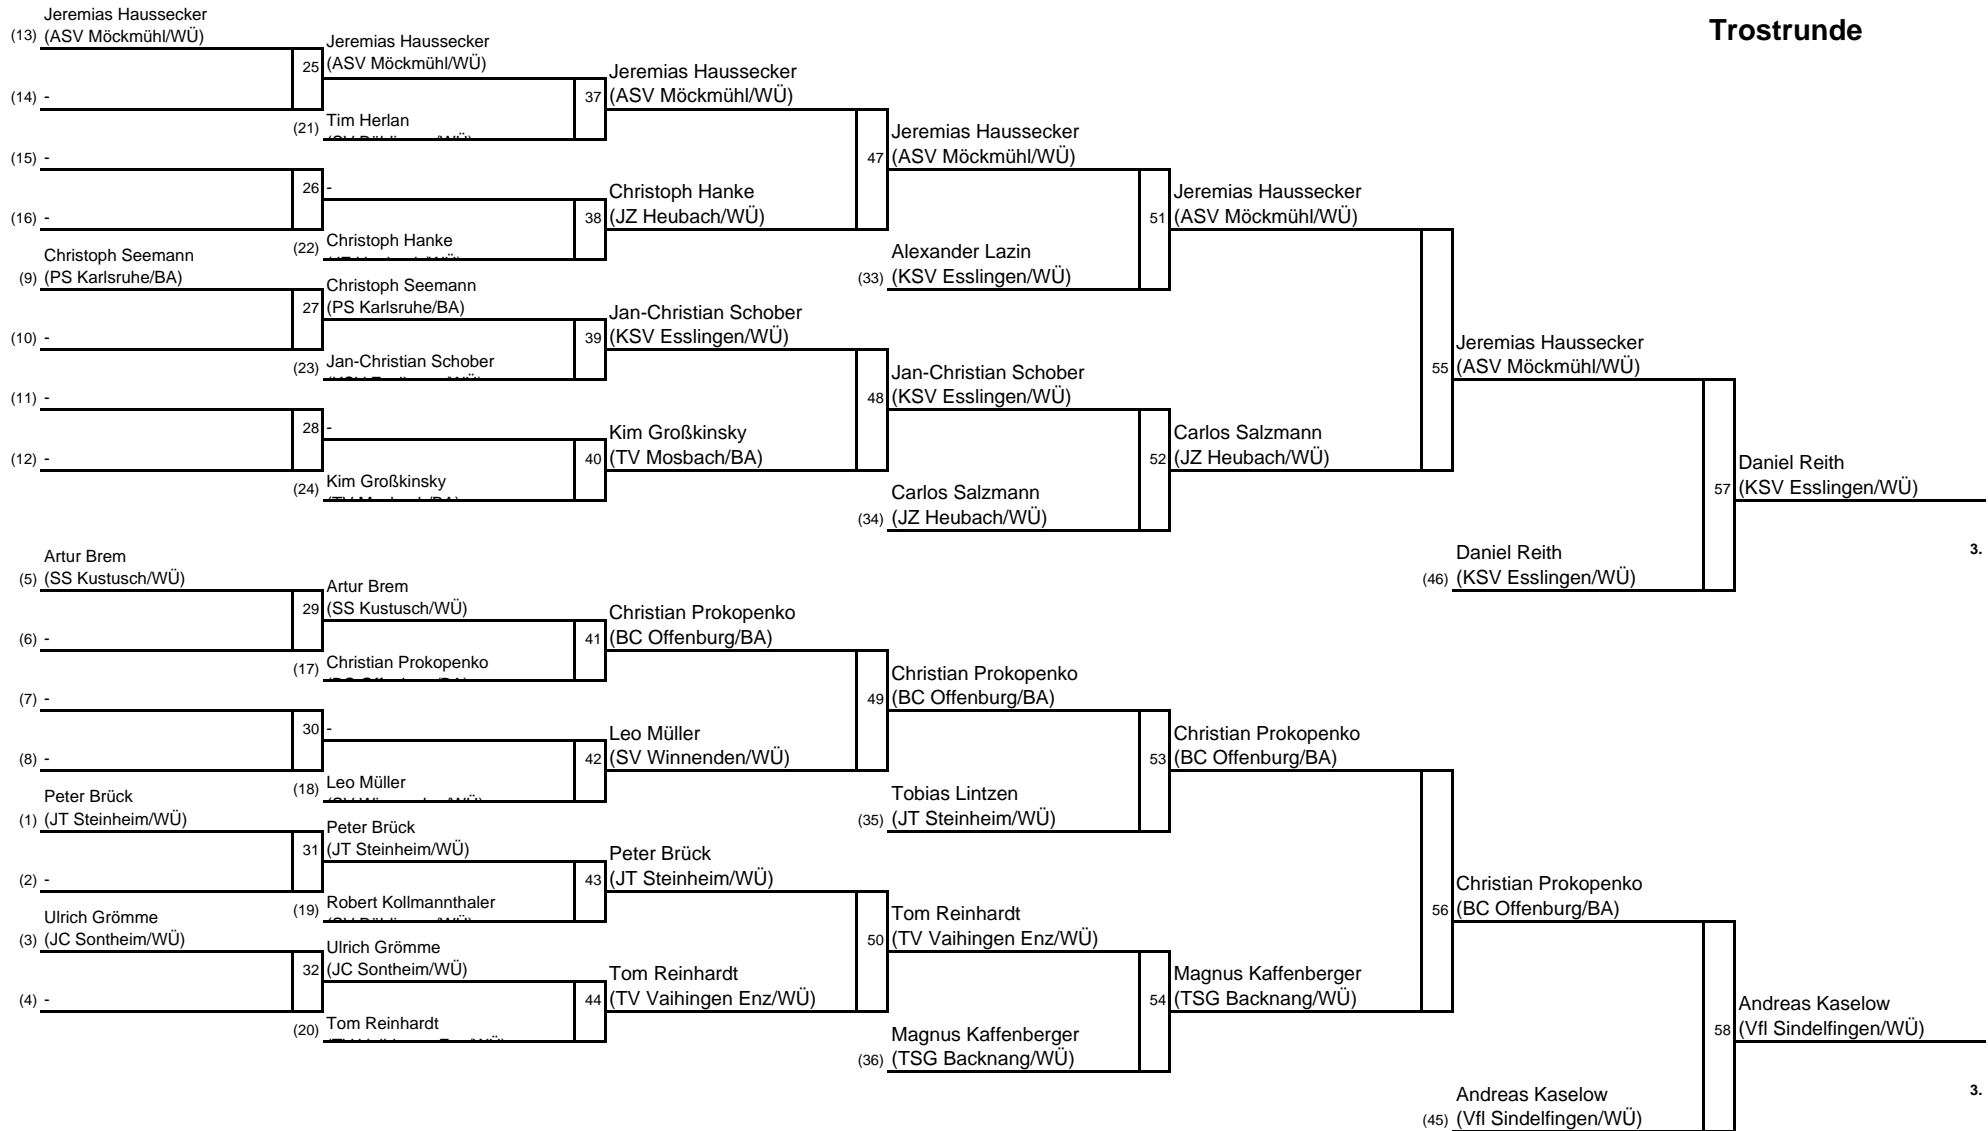 Trostrunde
Jeremias Haussecker
(13) (ASV Möckmühl/WÜ)
(14) -
(15) -
(16) -
Christoph Seemann
(9) (PS Karlsruhe/BA)
(10) -
(11) -
(12) -
Artur Brem
(5) (SS Kustusch/WÜ)
(6) -
(7) -
(8) -
Peter Brück
(1) (JT Steinheim/WÜ)
(2) -
Ulrich Grömme
(3) (JC Sontheim/WÜ)
(4) -
Jeremias Haussecker
25 (ASV Möckmühl/WÜ)
(21) Tim Herlan
26 -
(22) Christoph Hanke
Christoph Seemann
27 (PS Karlsruhe/BA)
(23) Jan-Christian Schober
28 -
(24) Kim Großkinsky
Artur Brem
29 (SS Kustusch/WÜ)
(17) Christian Prokopenko
30 -
(18) Leo Müller
Peter Brück
31 (JT Steinheim/WÜ)
(19) Robert Kollmannthaler
Ulrich Grömme
32 (JC Sontheim/WÜ)
(20) Tom Reinhardt
Jeremias Haussecker
37 (ASV Möckmühl/WÜ)
Christoph Hanke
38 (JZ Heubach/WÜ)
Jan-Christian Schober
39 (KSV Esslingen/WÜ)
Kim Großkinsky
40 (TV Mosbach/BA)
Christian Prokopenko
41 (BC Offenburg/BA)
Leo Müller
42 (SV Winnenden/WÜ)
Peter Brück
43 (JT Steinheim/WÜ)
Tom Reinhardt
44 (TV Vaihingen Enz/WÜ)
Jeremias Haussecker
47 (ASV Möckmühl/WÜ)
Alexander Lazin
(33) (KSV Esslingen/WÜ)
Jan-Christian Schober
48 (KSV Esslingen/WÜ)
Carlos Salzmann
(34) (JZ Heubach/WÜ)
Christian Prokopenko
49 (BC Offenburg/BA)
Tobias Lintzen
(35) (JT Steinheim/WÜ)
Tom Reinhardt
50 (TV Vaihingen Enz/WÜ)
Magnus Kaffenberger
(36) (TSG Backnang/WÜ)
Jeremias Haussecker
51 (ASV Möckmühl/WÜ)
Carlos Salzmann
52 (JZ Heubach/WÜ)
Christian Prokopenko
53 (BC Offenburg/BA)
Magnus Kaffenberger
54 (TSG Backnang/WÜ)
Jeremias Haussecker
55 (ASV Möckmühl/WÜ)
Daniel Reith
(46) (KSV Esslingen/WÜ)
Christian Prokopenko
56 (BC Offenburg/BA)
Andreas Kaselow
(45) (Vfl Sindelfingen/WÜ)
Daniel Reith
57 (KSV Esslingen/WÜ)
3.
Andreas Kaselow
58 (Vfl Sindelfingen/WÜ)
3.